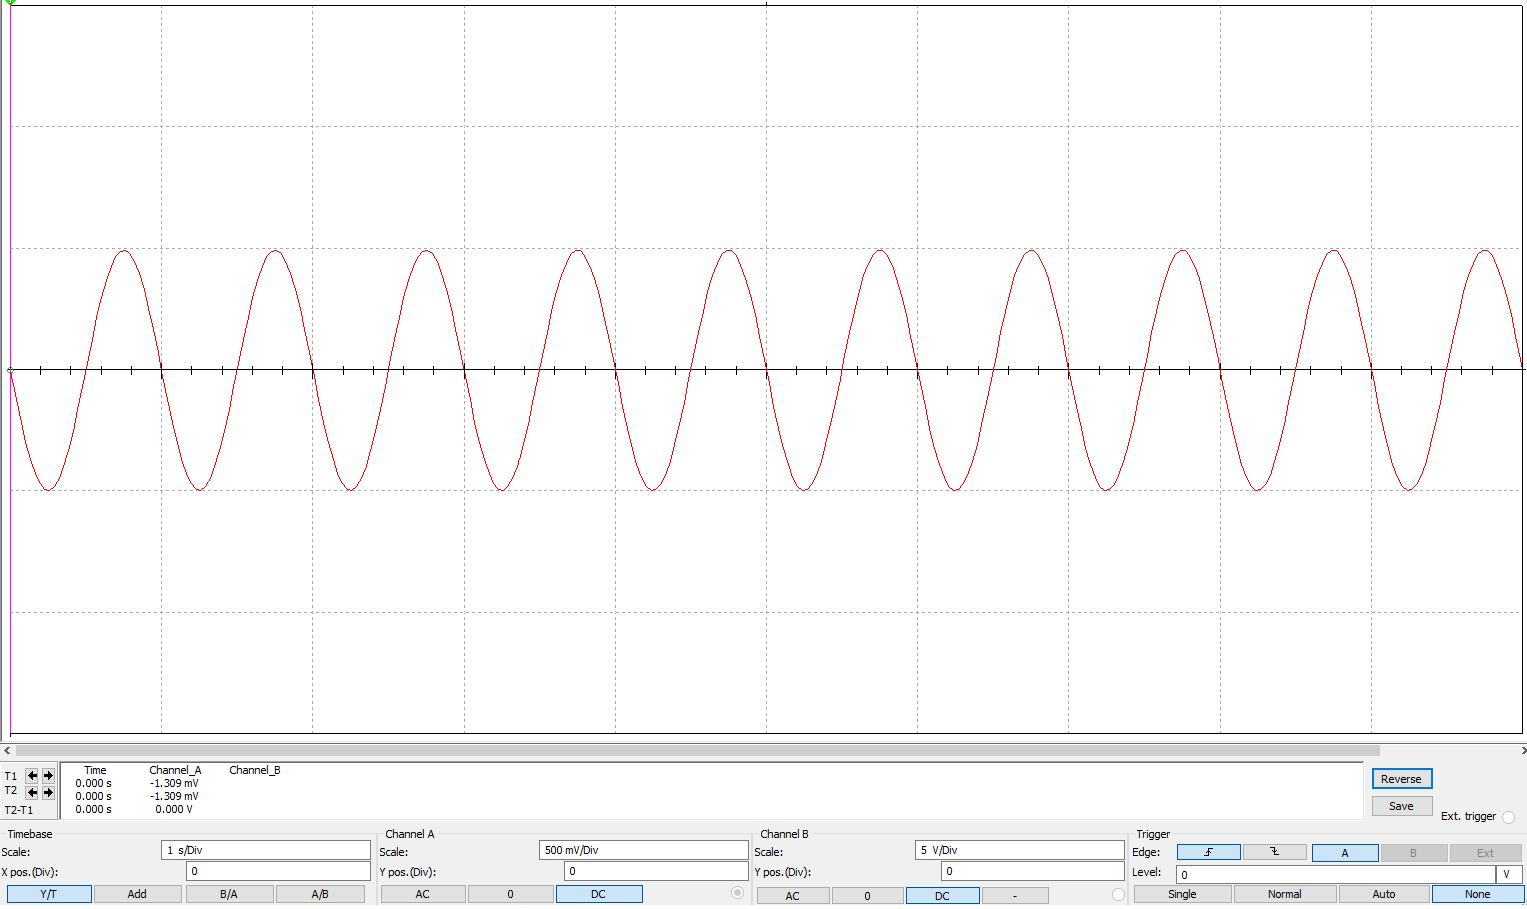 Time Channel_A Channel_B
T1 0.000 s -1.309 mV
T2 0.000 s -1.309 mV
T2-T1 0.000 s 0.000 V
Reverse
Save
Ext. trigger
Timebase
Scale: 1 s/Div
X pos.(Div): 0
Y/T Add B/A A/B
Channel A
Scale: 500 mV/Div
Y pos.(Div): 0
AC 0 DC
Channel B
Scale: 5 V/Div
Y pos.(Div): 0
AC 0 DC -
Trigger
Edge: A B Ext
Level: 0 V
Single Normal Auto None